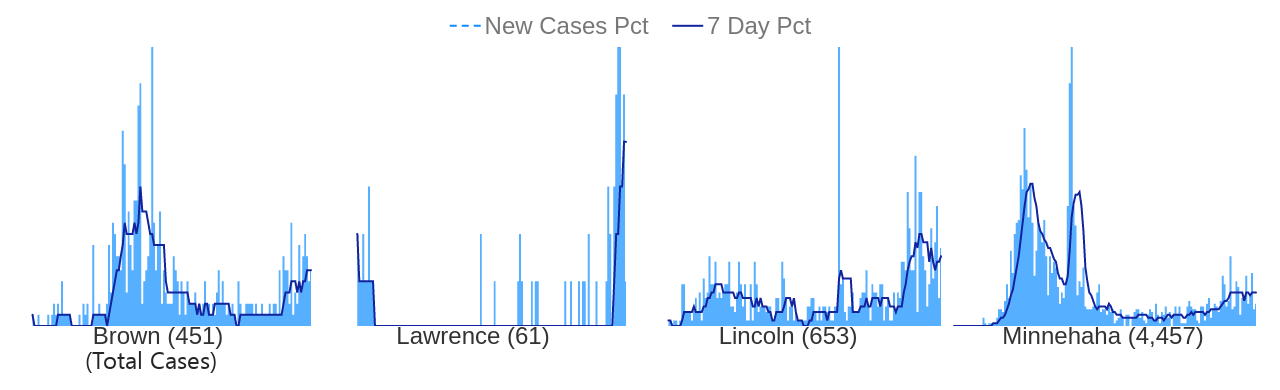 New Cases Pct 7 Day Pct
Brown (451) Lawrence (61) Lincoln (653) Minnehaha (4,457)
(Total Cases)